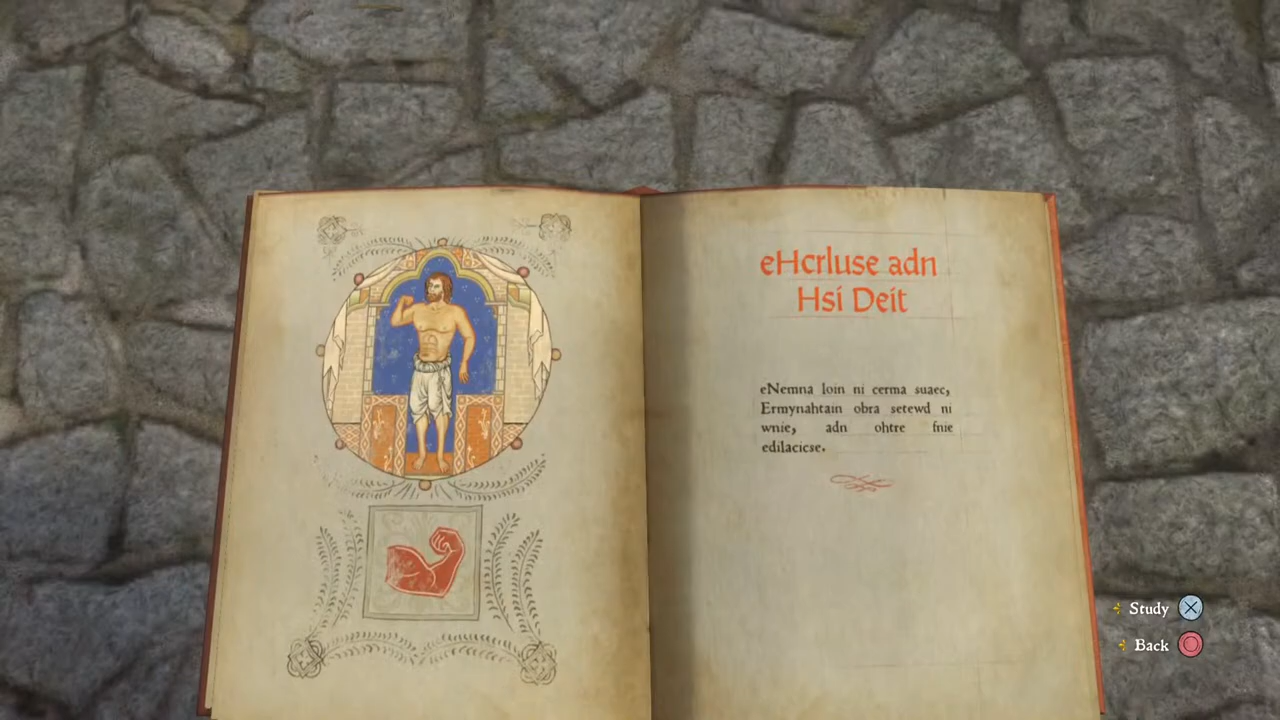 eHcrluse adn
Hsi Deit
eNemna loin ni cerma suaec,
Ermynahtain obra setewd ni
wnie, adn ohtre fnie
edilacicse.
Study
Back